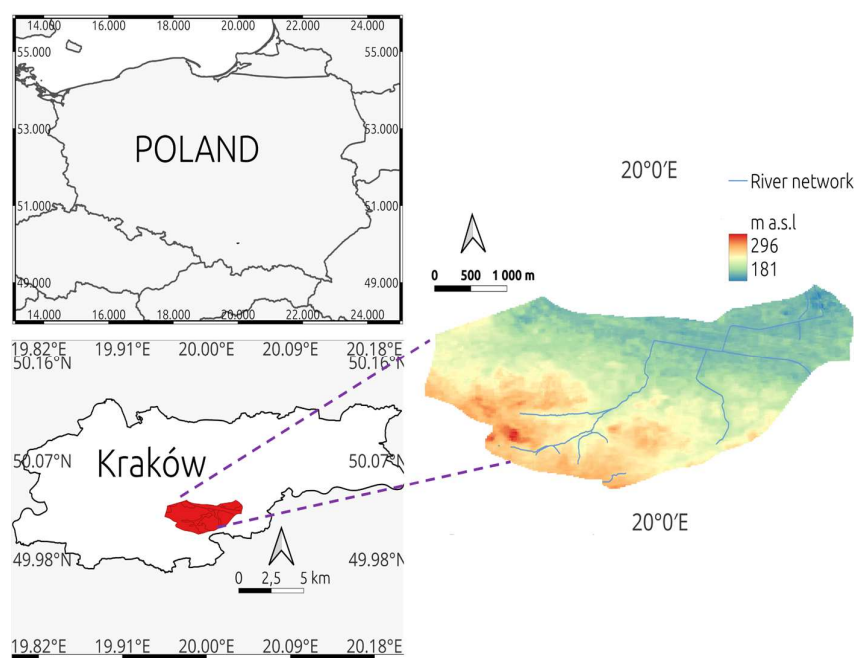 14.000 16.000 18.000 20.000 22.000 24.000
55.000 55.000
53.000 53.000
POLAND
51.000 51.000
49.000 49.000
14.000 16.000 18.000 20.000 22.000 24.000
19.82°E 19.91°E 20.00°E 20.09°E 20.18°E
50.16°N 50.16°N
50.07°N Kraków 50.07°N
49.98°N 49.98°N
0 2,5 5 km
19.82°E 19.91°E 20.00°E 20.09°E 20.18°E
20°0′E
River network
m a.s.l
296
181
0 500 1 000 m
20°0′E